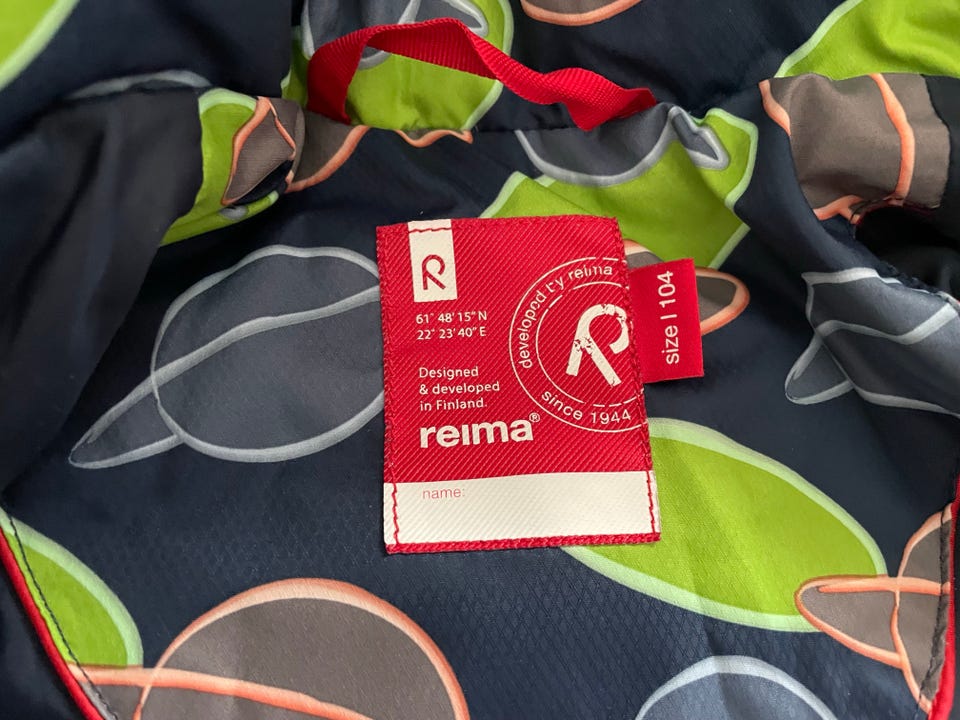 R
61° 48' 15" N
22° 23' 40" E
Designed
& developed
in Finland.
reima®
name:
developed by reima
R
since 1944
size | 104